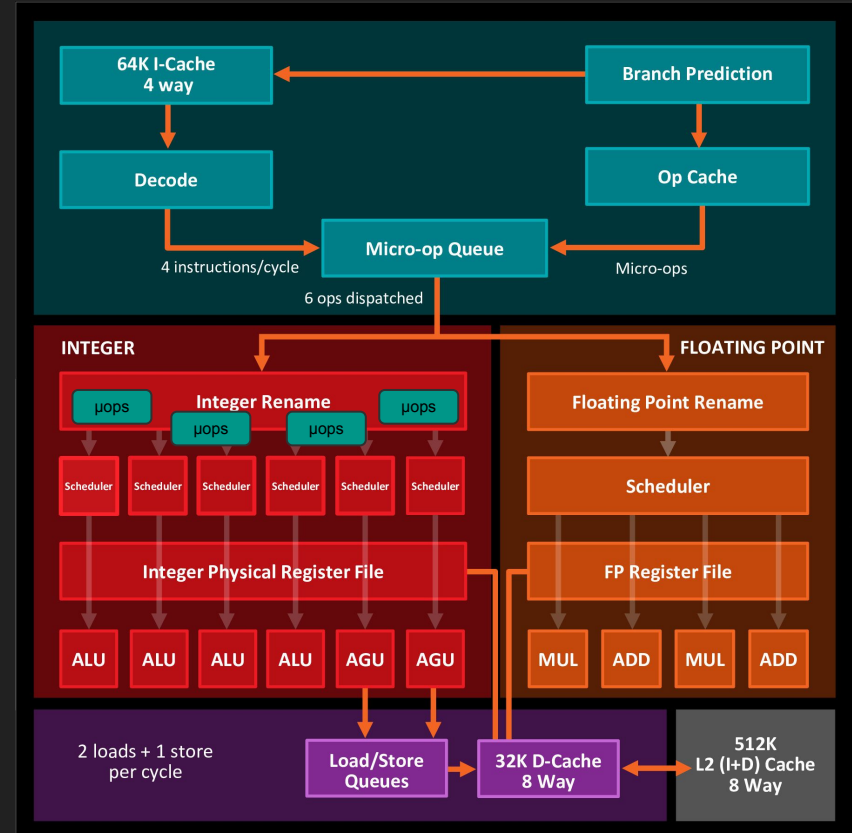 64K I-Cache
4 way
Branch Prediction
Decode
Op Cache
Micro-op Queue
4 instructions/cycle
Micro-ops
6 ops dispatched
INTEGER
FLOATING POINT
Integer Rename
µops
µops
µops
µops
Floating Point Rename
Scheduler
Scheduler
Scheduler
Scheduler
Scheduler
Scheduler
Scheduler
Integer Physical Register File
FP Register File
ALU
ALU
ALU
ALU
AGU
AGU
MUL
ADD
MUL
ADD
2 loads + 1 store
per cycle
Load/Store
Queues
32K D-Cache
8 Way
512K
L2 (I+D) Cache
8 Way